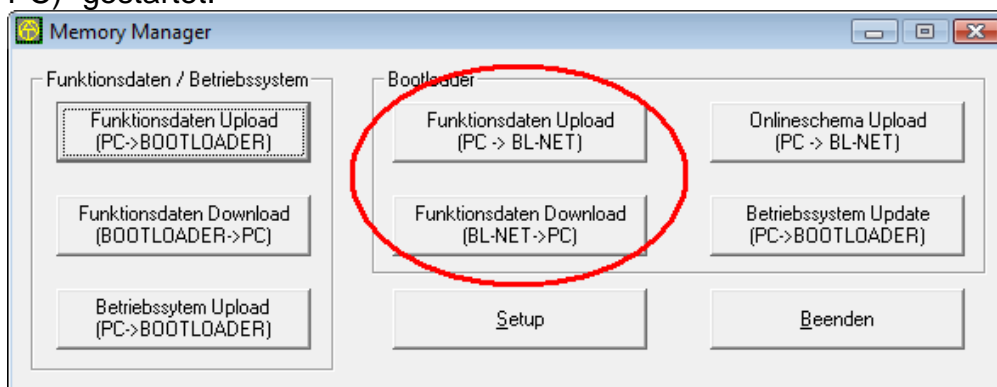 PC)" gestartet.
Memory Manager
Funktionsdaten / Betriebssystem
Funktionsdaten Upload
(PC->BOOTLOADER)
Funktionsdaten Download
(BOOTLOADER->PC)
Betriebssytem Upload
(PC->BOOTLOADER)
Bootloader
Funktionsdaten Upload
(PC -> BL-NET)
Onlineschema Upload
(PC -> BL-NET)
Funktionsdaten Download
(BL-NET->PC)
Betriebssystem Update
(PC->BOOTLOADER)
Setup
Beenden